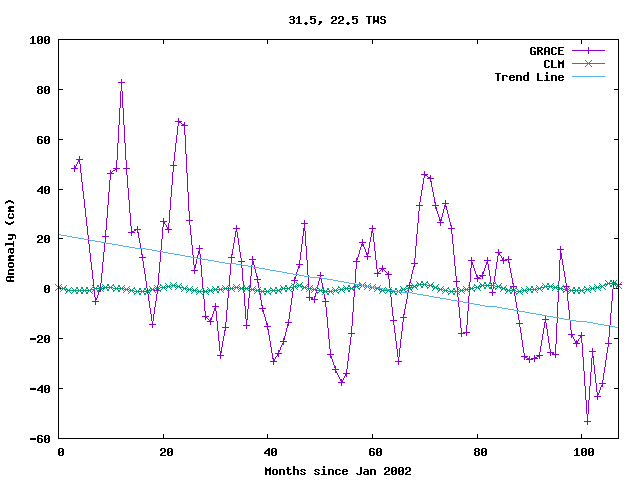 31.5, 22.5 TWS
GRACE
CLM
Trend Line
100
80
60
40
20
0
-20
-40
-60
Anomaly (cm)
0 20 40 60 80 100
Months since Jan 2002